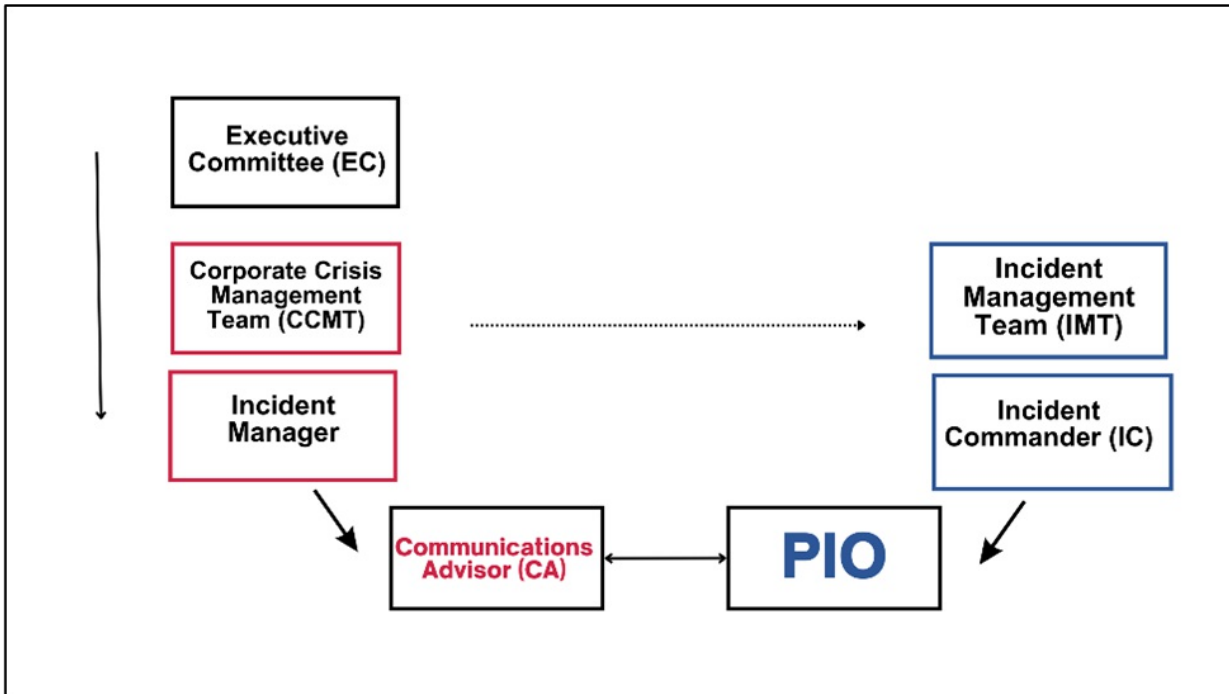 Executive
Committee (EC)
Corporate Crisis
Management
Team (CCMT)
Incident
Management
Team (IMT)
Incident
Manager
Incident
Commander (IC)
Communications
Advisor (CA)
PIO